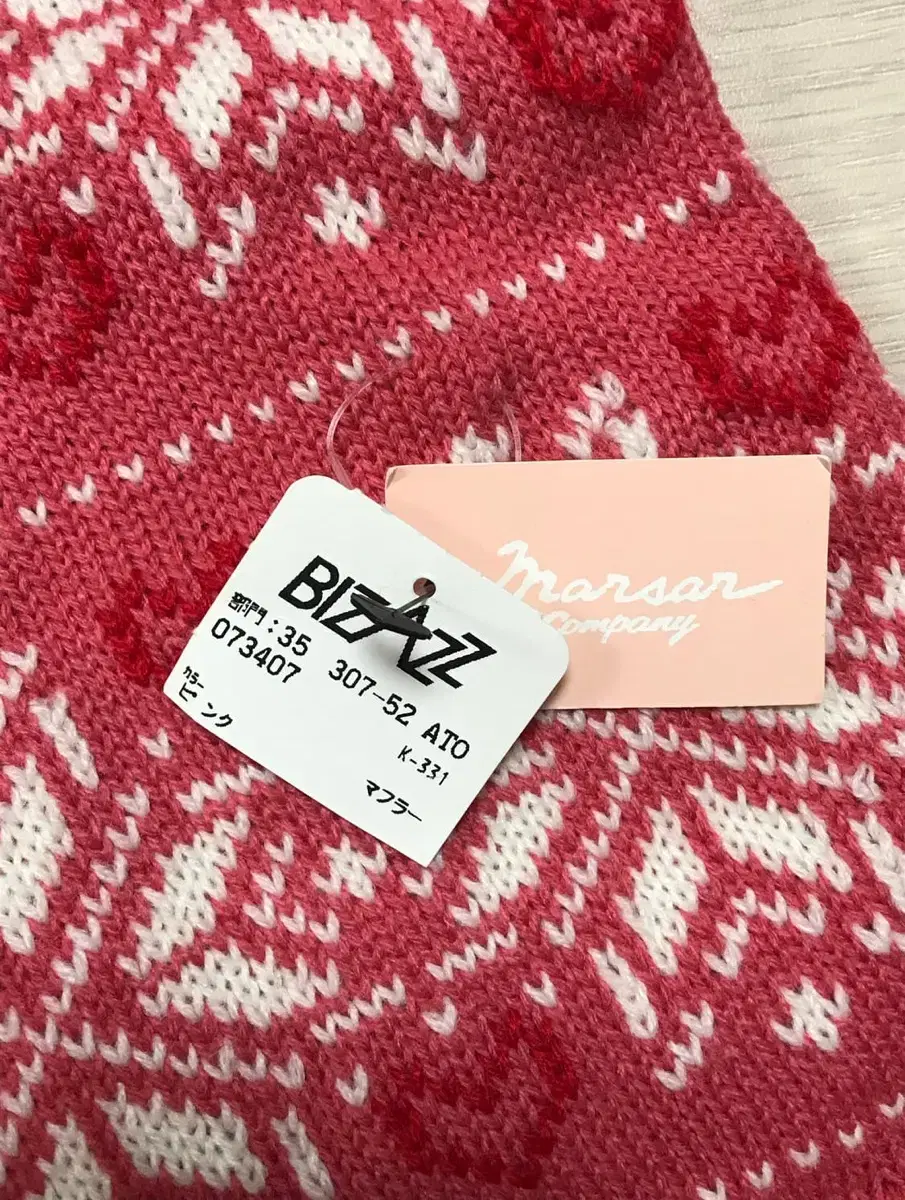 BIZZAZZ
部門:35 307-52 ATO
073407
K-331
カラー
ピンク
マフラー
marsar
Company